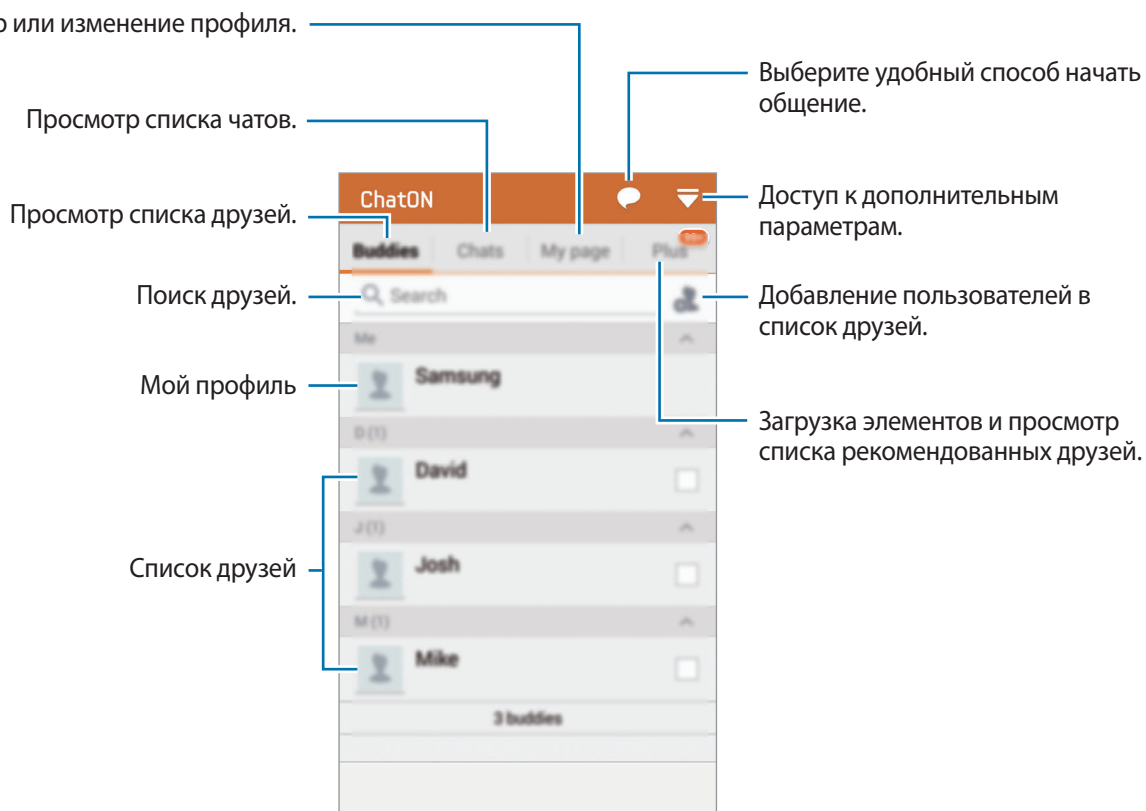 или изменение профиля.
Выберите удобный способ начать
общение.
Просмотр списка чатов.
ChatON
Доступ к дополнительным
параметрам.
Просмотр списка друзей.
Buddies Chats My page Plus
Поиск друзей.
Search
Добавление пользователей в
список друзей.
Me
Мой профиль
Samsung
Загрузка элементов и просмотр
списка рекомендованных друзей.
D (1)
David
J (1)
Список друзей
Josh
M (1)
Mike
3 buddies